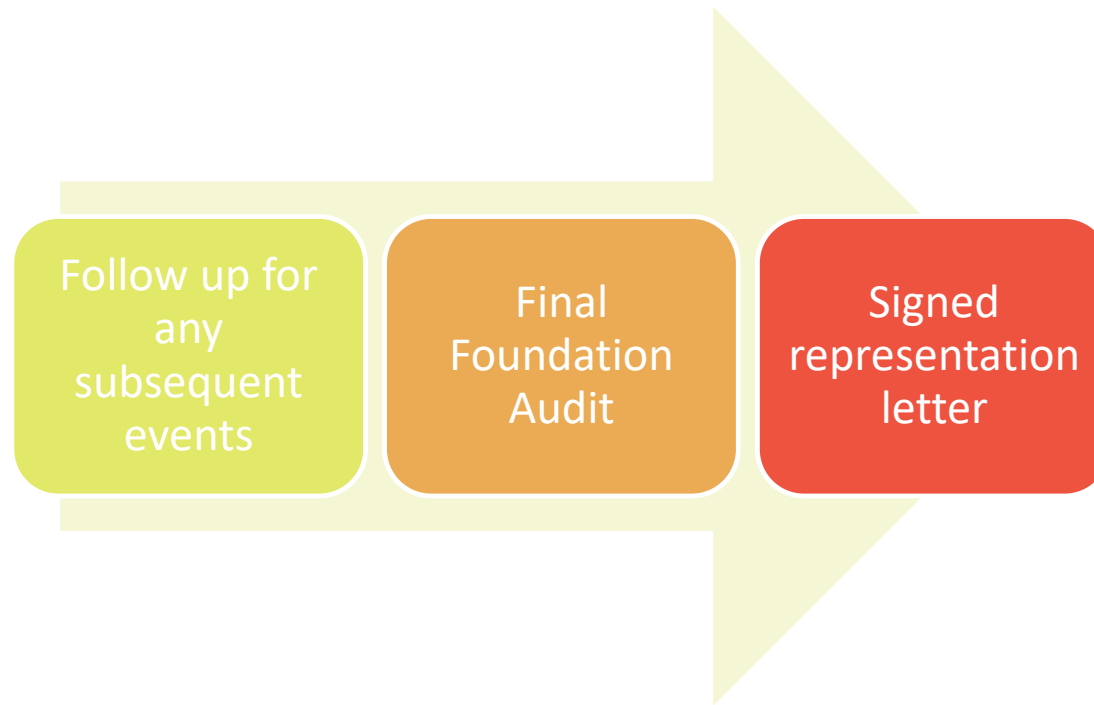 Follow up for
any
subsequent
events
Final
Foundation
Audit
Signed
representation
letter